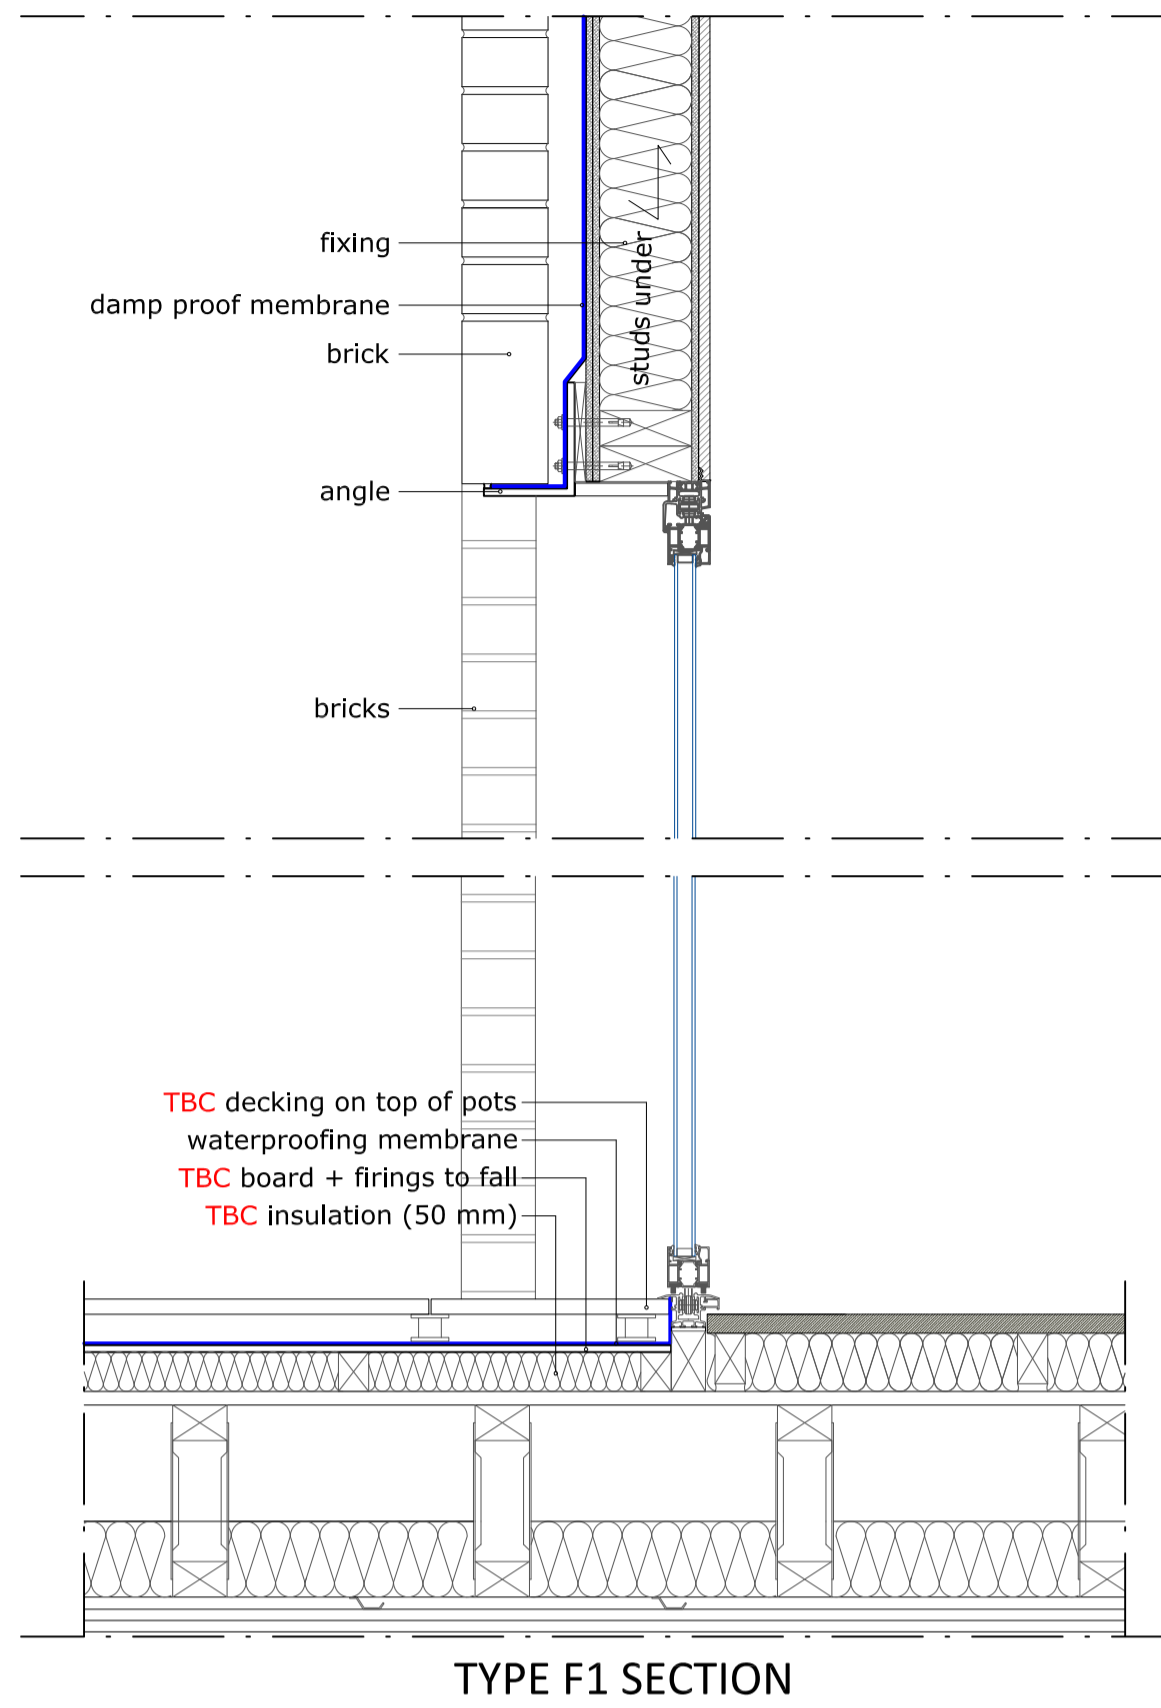 fixing
damp proof membrane
brick
studs under
angle
bricks
TBC decking on top of pots
waterproofing membrane
TBC board + firings to fall
TBC insulation (50 mm)
TYPE F1 SECTION